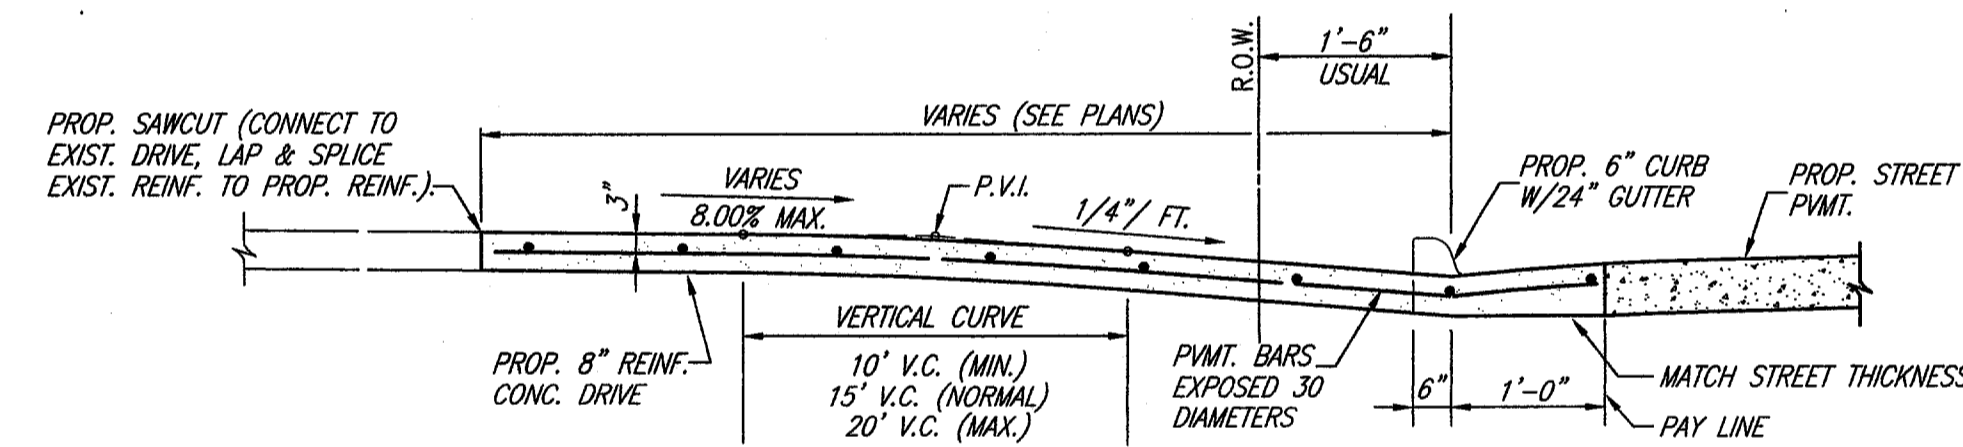 R.O.W.
1'-6"
USUAL
VARIES (SEE PLANS)
PROP. SAWCUT (CONNECT TO
EXIST. DRIVE, LAP & SPLICE
EXIST. REINF. TO PROP. REINF.)
3"
VARIES
8.00% MAX.
P.V.I.
1/4"/ FT.
PROP. 6" CURB
W/24" GUTTER
PROP. STREET
PVMT.
PROP. 8" REINF.
CONC. DRIVE
VERTICAL CURVE
10' V.C. (MIN.)
15' V.C. (NORMAL)
20' V.C. (MAX.)
PVMT. BARS
EXPOSED 30
DIAMETERS
6"
1'-0"
MATCH STREET THICKNESS
PAY LINE